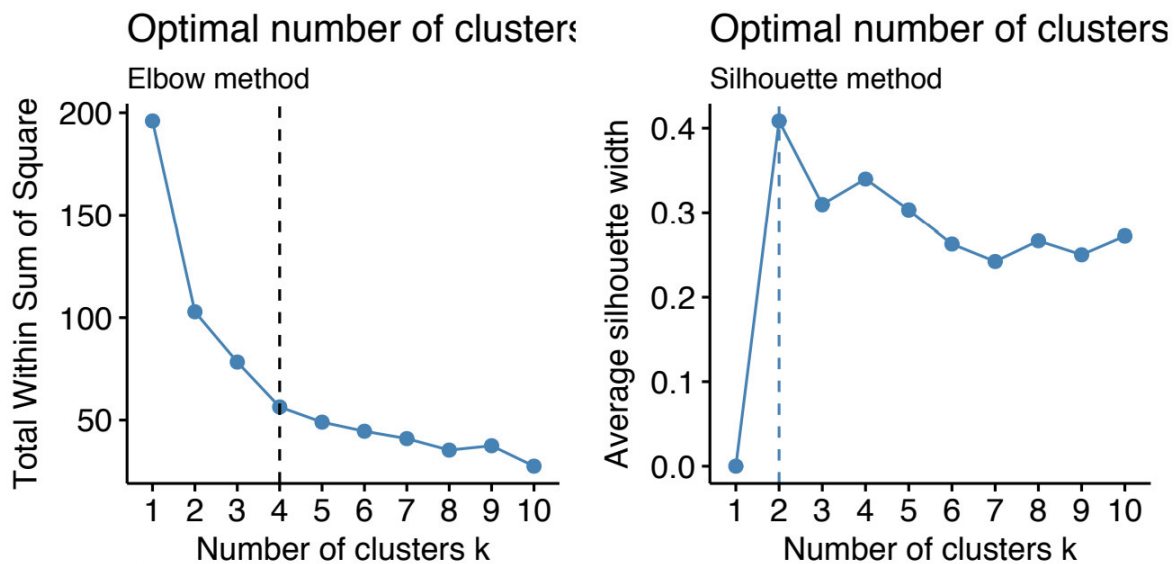 Optimal number of clusters
Elbow method
Total Within Sum of Square
200
150
100
50
1 2 3 4 5 6 7 8 9 10
Number of clusters k
Optimal number of clusters
Silhouette method
Average silhouette width
0.4
0.3
0.2
0.1
0.0
1 2 3 4 5 6 7 8 9 10
Number of clusters k